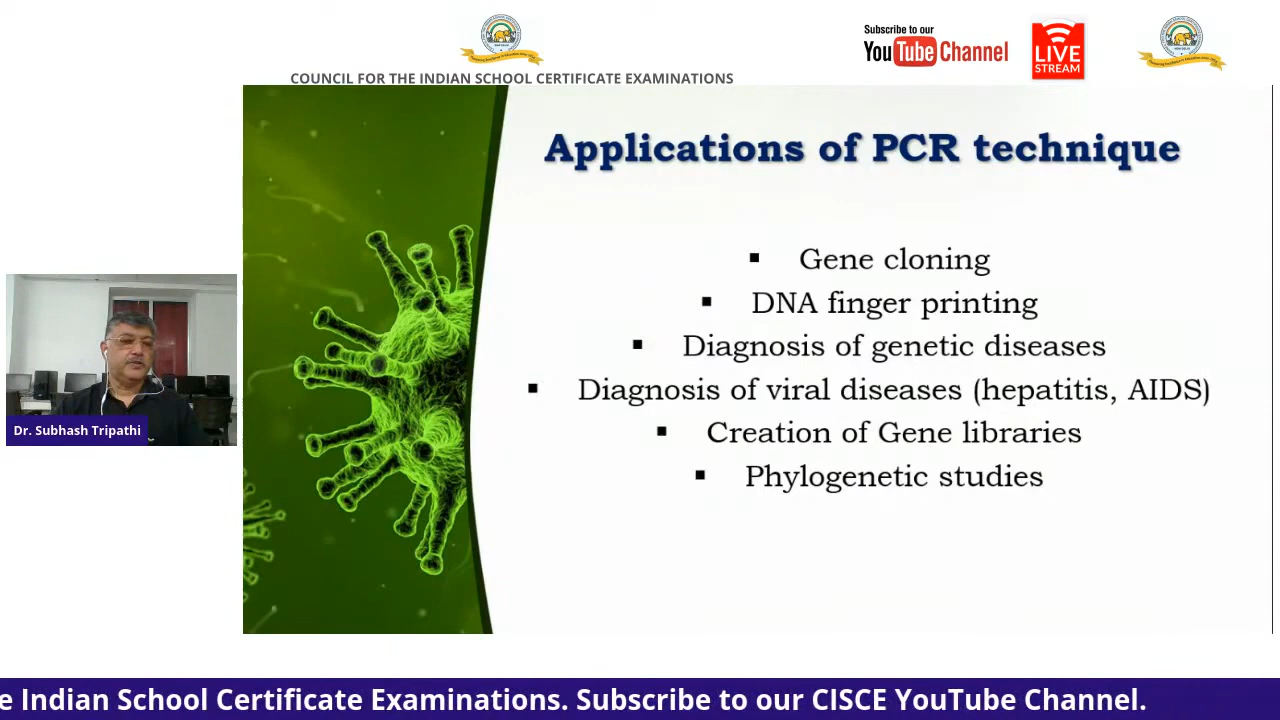 Subscribe to our
YouTube Channel
LIVE
STREAM
COUNCIL FOR THE INDIAN SCHOOL CERTIFICATE EXAMINATIONS
Applications of PCR technique
▪ Gene cloning
▪ DNA finger printing
▪ Diagnosis of genetic diseases
▪ Diagnosis of viral diseases (hepatitis, AIDS)
▪ Creation of Gene libraries
▪ Phylogenetic studies
Dr. Subhash Tripathi
e Indian School Certificate Examinations. Subscribe to our CISCE YouTube Channel.